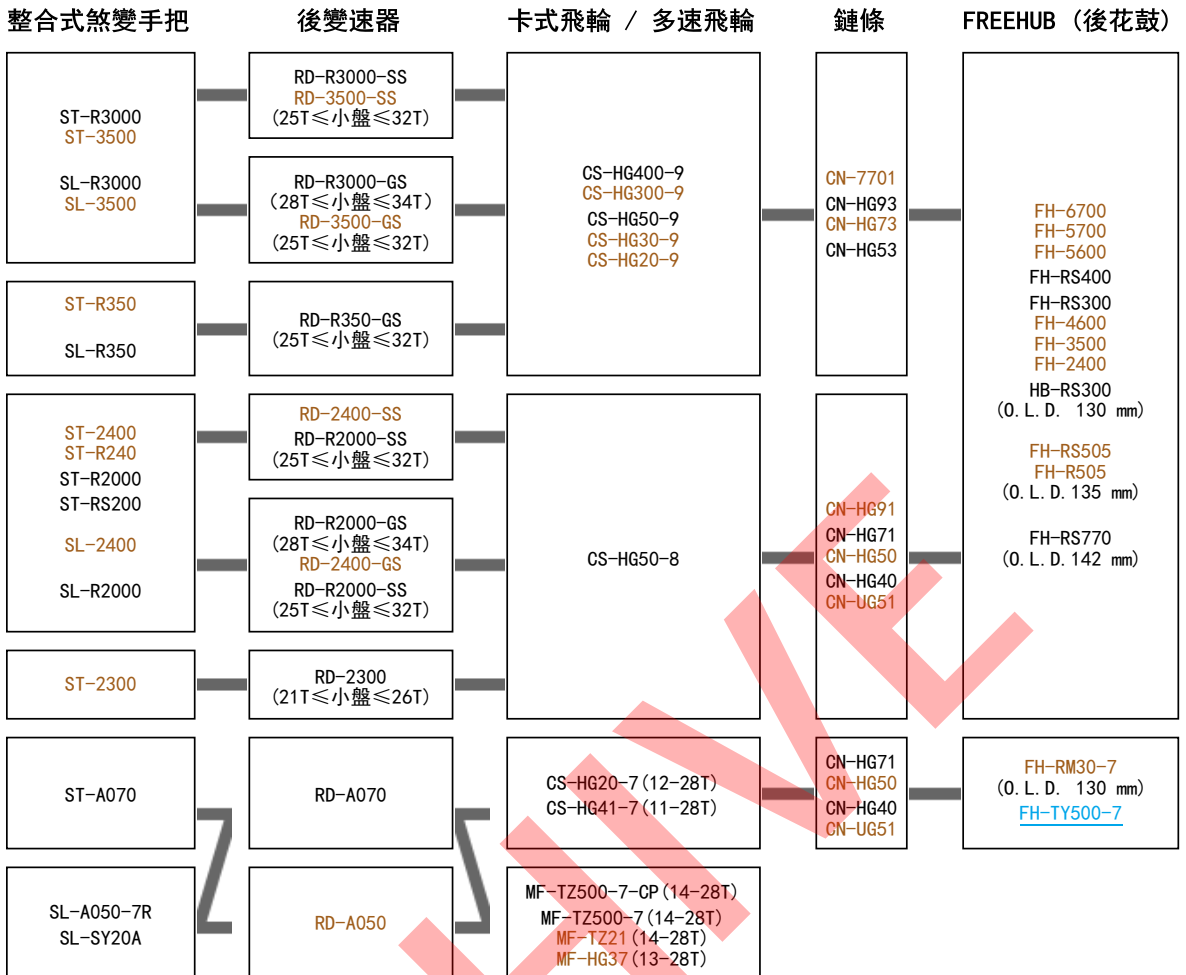 整合式煞變手把
後變速器
卡式飛輪 / 多速飛輪
鏈條
FREEHUB (後花鼓)
ST-R3000
ST-3500
SL-R3000
SL-3500
RD-R3000-SS
RD-3500-SS
(25T≤小盤≤32T)
RD-R3000-GS
(28T≤小盤≤34T)
RD-3500-GS
(25T≤小盤≤32T)
ST-R350
SL-R350
RD-R350-GS
(25T≤小盤≤32T)
CS-HG400-9
CS-HG300-9
CS-HG50-9
CS-HG30-9
CS-HG20-9
CN-7701
CN-HG93
CN-HG73
CN-HG53
FH-6700
FH-5700
FH-5600
FH-RS400
FH-RS300
FH-4600
FH-3500
FH-2400
HB-RS300
(O.L.D. 130 mm)
FH-RS505
FH-R505
(O.L.D.135 mm)
FH-RS770
(O.L.D.142 mm)
ST-2400
ST-R240
ST-R2000
ST-RS200
SL-2400
SL-R2000
RD-2400-SS
RD-R2000-SS
(25T≤小盤≤32T)
RD-R2000-GS
(28T≤小盤≤34T)
RD-2400-GS
RD-R2000-SS
(25T≤小盤≤32T)
ST-2300
RD-2300
(21T≤小盤≤26T)
CS-HG50-8
CN-HG91
CN-HG71
CN-HG50
CN-HG40
CN-UG51
ST-A070
RD-A070
CS-HG20-7(12-28T)
CS-HG41-7(11-28T)
CN-HG71
CN-HG50
CN-HG40
CN-UG51
FH-RM30-7
(O.L.D. 130 mm)
FH-TY500-7
SL-A050-7R
SL-SY20A
RD-A050
MF-TZ500-7-CP(14-28T)
MF-TZ500-7(14-28T)
MF-TZ21(14-28T)
MF-HG37(13-28T)
HIVE